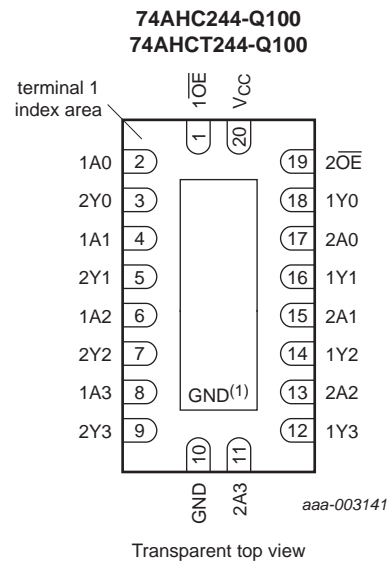 74AHC244-Q100
74AHCT244-Q100
terminal 1
index area
1O̅E̅
VCC
1
20
1A0 2
19 2O̅E̅
2Y0 3
18 1Y0
1A1 4
17 2A0
2Y1 5
16 1Y1
1A2 6
15 2A1
2Y2 7
14 1Y2
1A3 8
GND(1)
13 2A2
2Y3 9
12 1Y3
10
11
GND
2A3
aaa-003141
Transparent top view